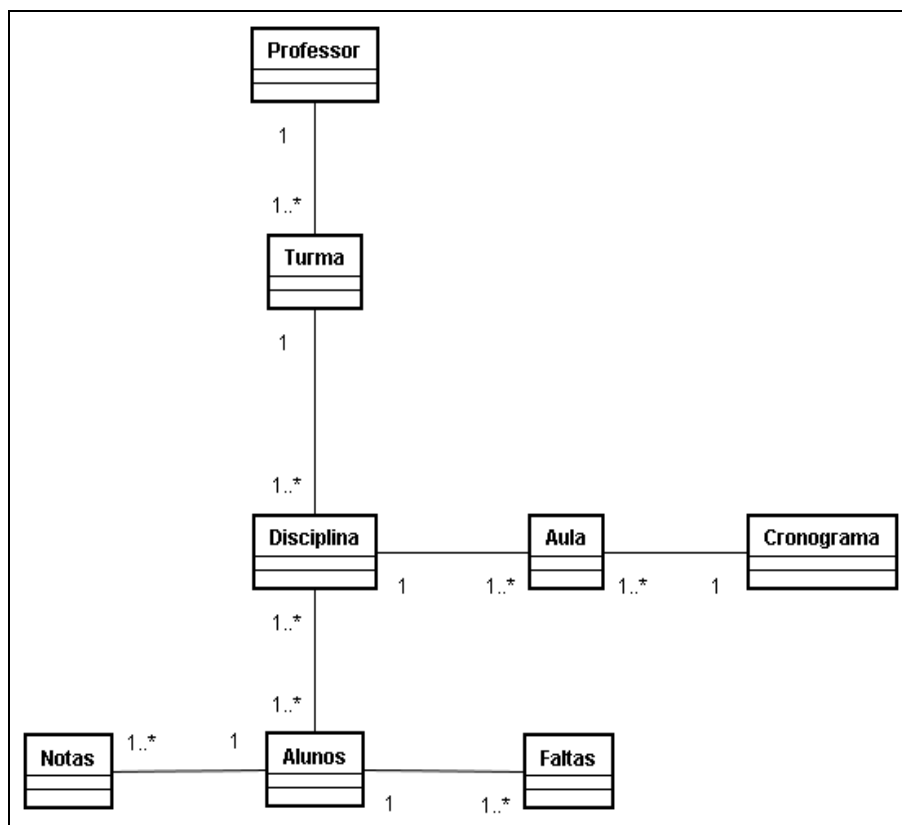 Professor
1
1..*
Turma
1
1..*
Disciplina
Aula
Cronograma
1
1..*
1..*
1
1..*
1..*
Notas
1..*
1
Alunos
Faltas
1
1..*